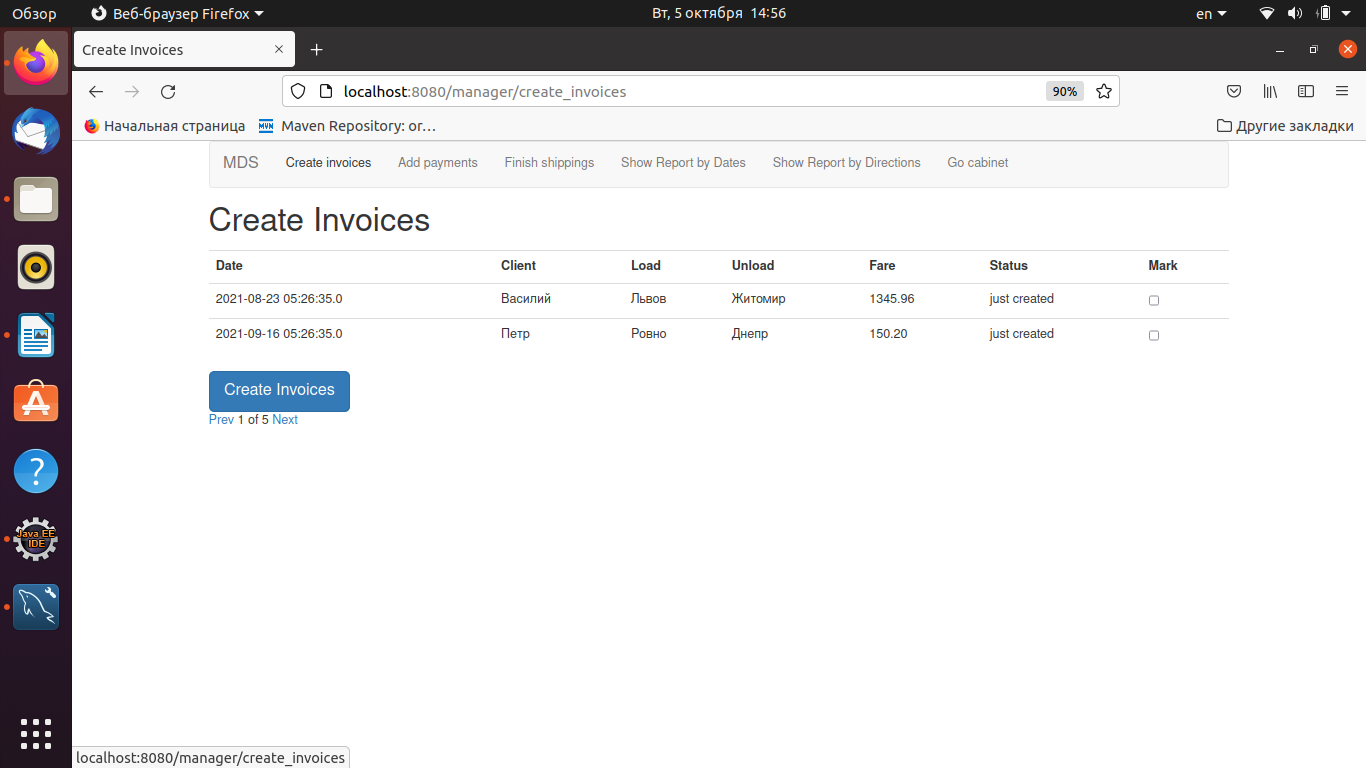 Обзор Веб-браузер Firefox Вт, 5 октября 14:56 en
Create Invoices
localhost:8080/manager/create_invoices 90%
Начальная страница Maven Repository: or… Другие закладки
MDS Create invoices Add payments Finish shippings Show Report by Dates Show Report by Directions Go cabinet
Create Invoices
Date Client Load Unload Fare Status Mark
2021-08-23 05:26:35.0 Василий Львов Житомир 1345.96 just created
2021-09-16 05:26:35.0 Петр Ровно Днепр 150.20 just created
Create Invoices
Prev 1 of 5 Next
Java EE
IDE
localhost:8080/manager/create_invoices